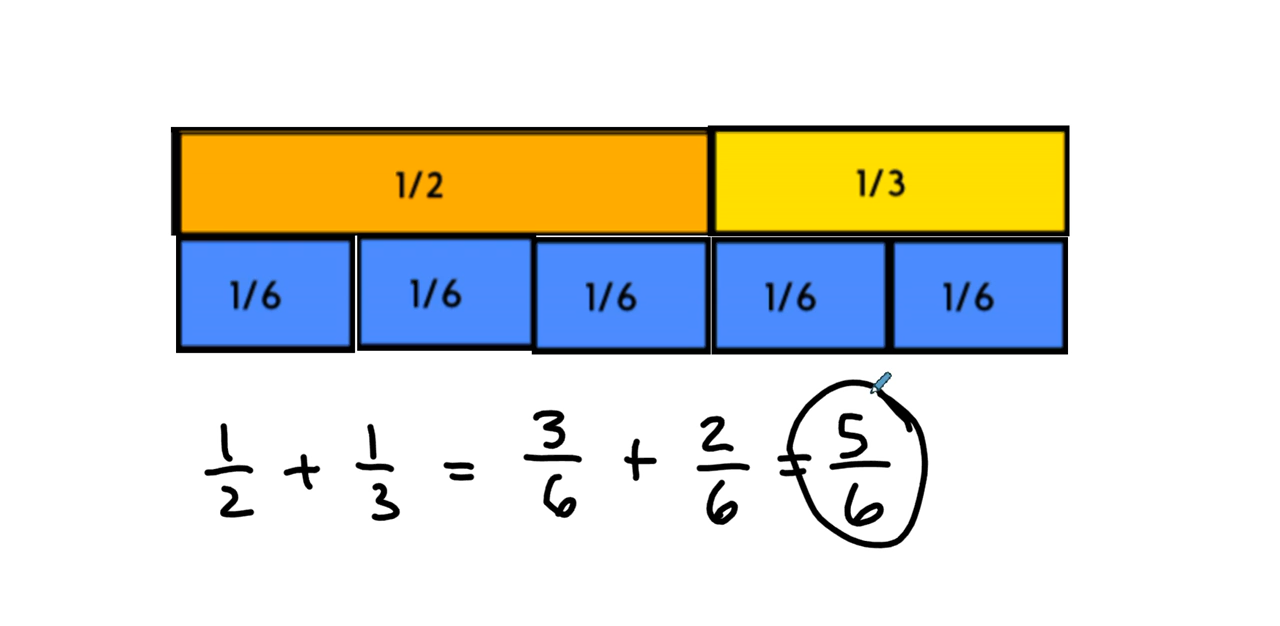 1/2 1/3
1/6 1/6 1/6 1/6 1/6
1/2 + 1/3 = 3/6 + 2/6 = 5/6